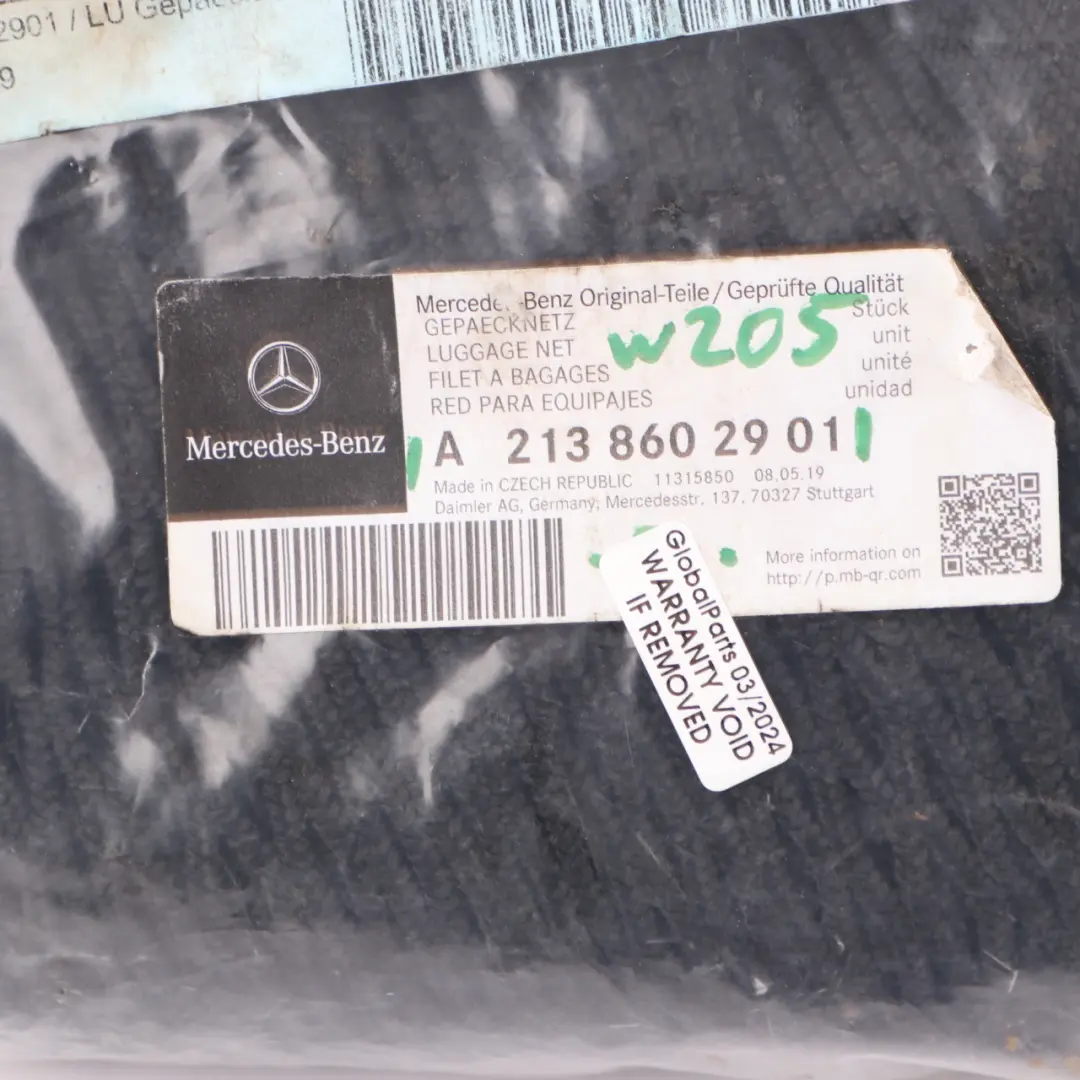 2901 / LU
9
Mercedes-Benz
Mercede -Benz Original-Teile/Geprüfte Qualität
GEPAECKNETZ
Stück
LUGGAGE NET
unit
FILET A BAGAGES
unité
RED PARA EQUIPAJES
unidad
w205
A 213 860 29 01
Made in CZECH REPUBLIC 11315850 08.05.19
Daimler AG, Germany, Mercedesstr. 137, 70327 Stuttgart
More information on
http://p.mb-qr.com
GlobalParts 03/2024
WARRANTY VOID
IF REMOVED